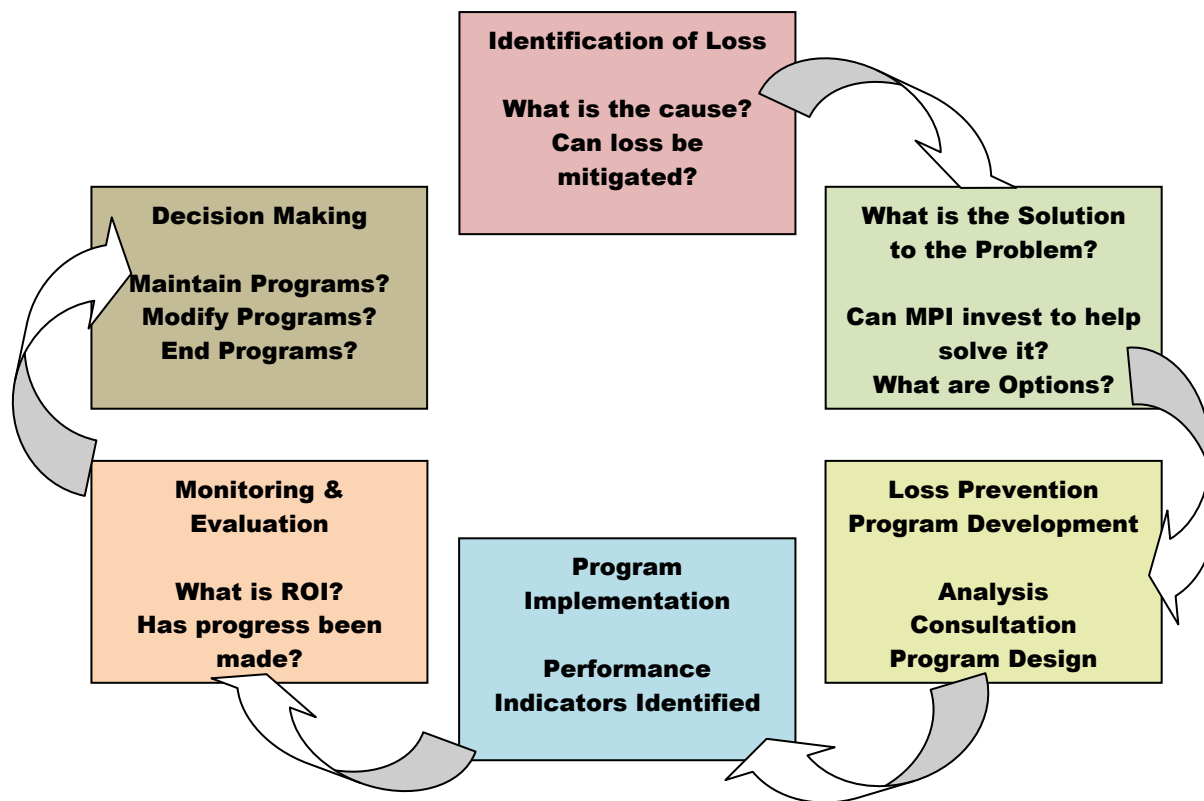 Identification of Loss
What is the cause?
Can loss be
mitigated?
What is the Solution
to the Problem?
Can MPI invest to help
solve it?
What are Options?
Loss Prevention
Program Development
Analysis
Consultation
Program Design
Program
Implementation
Performance
Indicators Identified
Monitoring &
Evaluation
What is ROI?
Has progress been
made?
Decision Making
Maintain Programs?
Modify Programs?
End Programs?